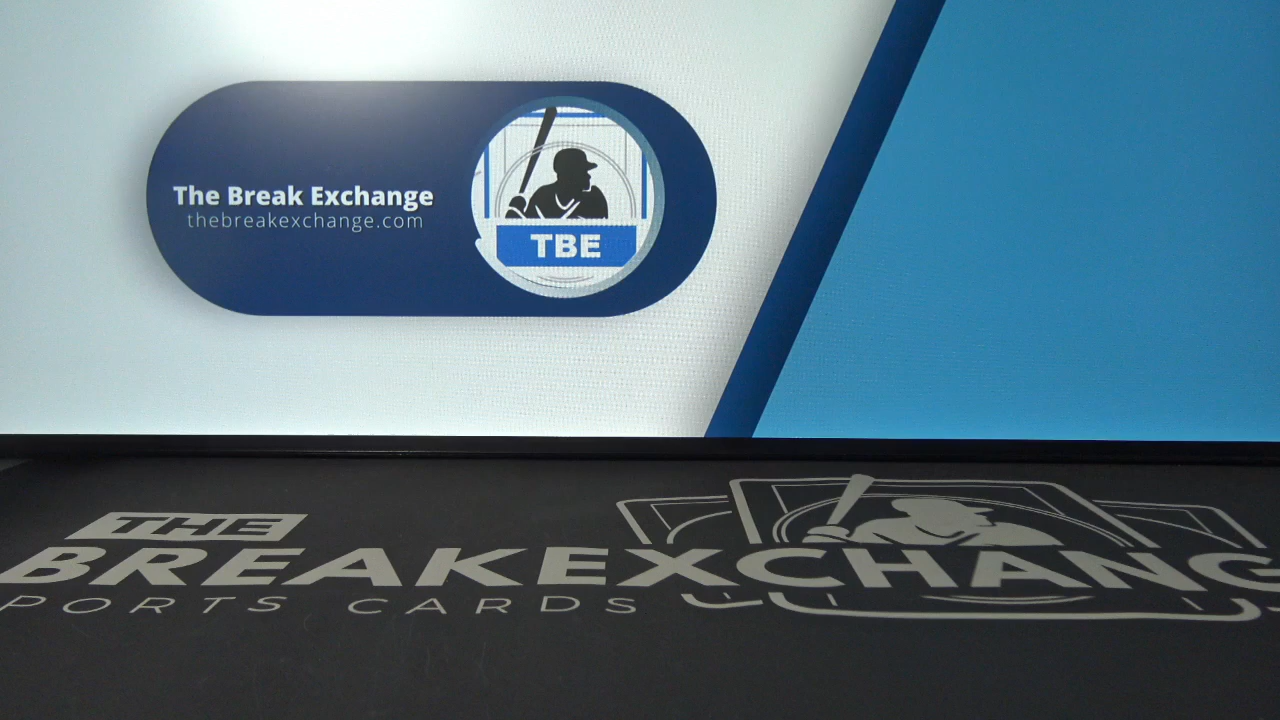 The Break Exchange
thebreakexchange.com
TBE
THE
BREAKEXCHANG
PORTS CARDS